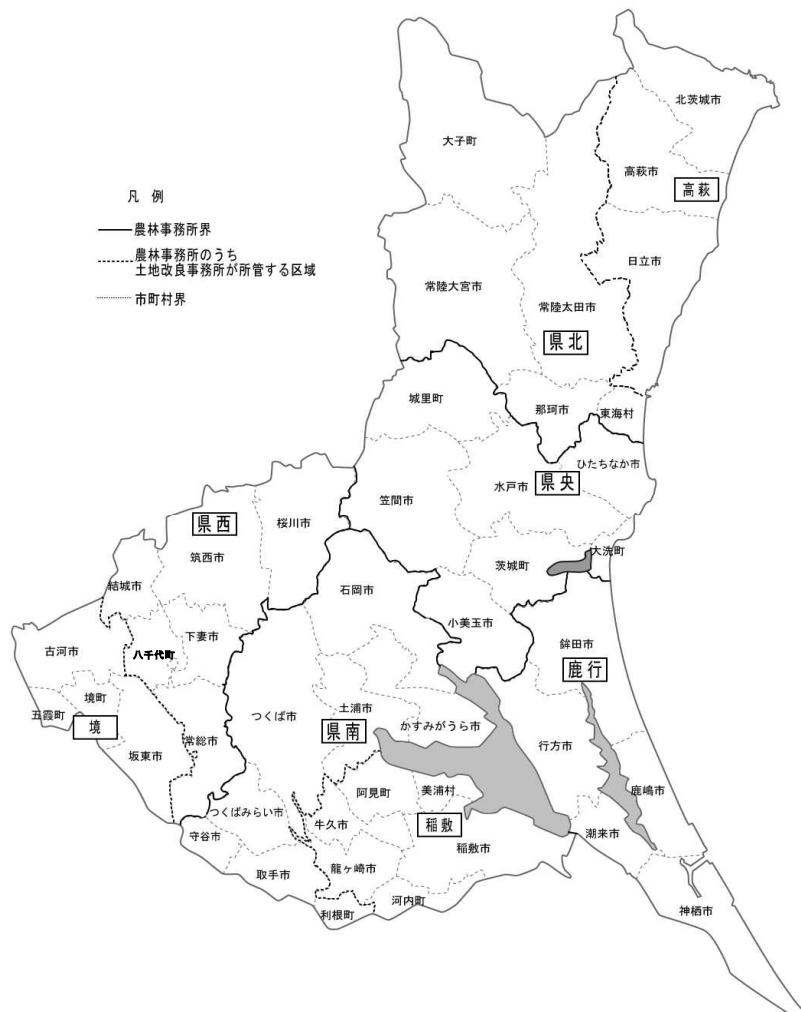 北茨城市
大子町
高萩市
高萩
凡 例
農林事務所界
農林事務所のうち
土地改良事務所が所管する区域
市町村界
日立市
常陸大宮市
常陸太田市
県北
城里町
那珂市
東海村
ひたちなか市
県央
水戸市
笠間市
県西
桜川市
筑西市
茨城町
大洗町
結城市
石岡市
小美玉市
下妻市
八千代町
古河市
鉾田市
鹿行
境町
五霞町
境
つくば市
土浦市
県南
かすみがうら市
行方市
常総市
坂東市
阿見町
美浦村
鹿嶋市
つくばみらい市
牛久市
稲敷
守谷市
潮来市
稲敷市
龍ヶ崎市
取手市
河内町
利根町
神栖市